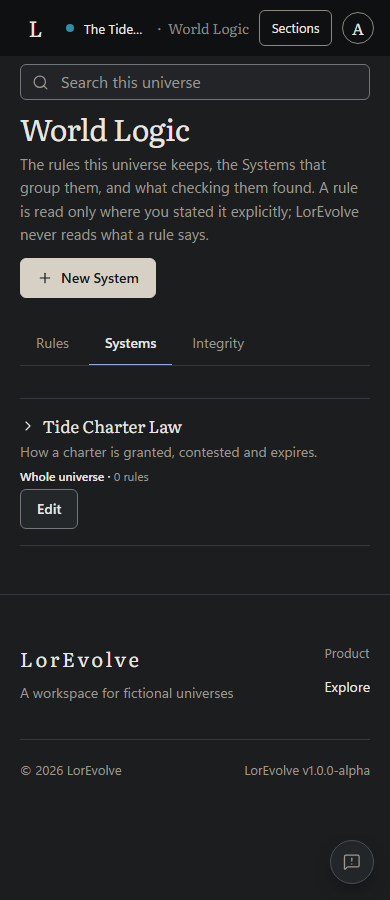 L
The Tide...
· World Logic
Sections
A
Search this universe
World Logic
The rules this universe keeps, the Systems that
group them, and what checking them found. A rule
is read only where you stated it explicitly; LorEvolve
never reads what a rule says.
+ New System
Rules
Systems
Integrity
Tide Charter Law
How a charter is granted, contested and expires.
Whole universe · 0 rules
Edit
LorEvolve
A workspace for fictional universes
Product
Explore
© 2026 LorEvolve
LorEvolve v1.0.0-alpha